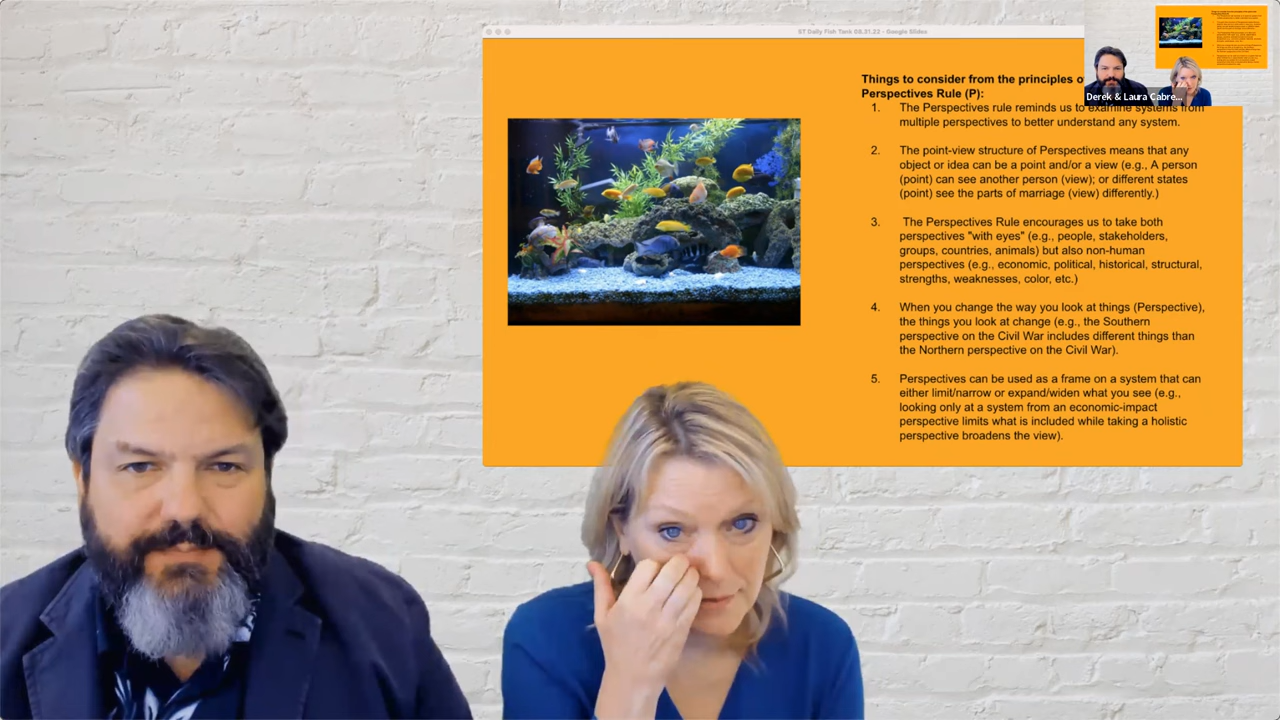 ST Daily Fish Tank 08.31.22 - Google Slides
Things to consider from the principles o
Perspectives Rule (P):
1. The Perspectives rule reminds us to examine systems from
multiple perspectives to better understand any system.
2. The point-view structure of Perspectives means that any
object or idea can be a point and/or a view (e.g., A person
(point) can see another person (view); or different states
(point) see the parts of marriage (view) differently.)
3. The Perspectives Rule encourages us to take both
perspectives "with eyes" (e.g., people, stakeholders,
groups, countries, animals) but also non-human
perspectives (e.g., economic, political, historical, structural,
strengths, weaknesses, color, etc.)
4. When you change the way you look at things (Perspective),
the things you look at change (e.g., the Southern
perspective on the Civil War includes different things than
the Northern perspective on the Civil War).
5. Perspectives can be used as a frame on a system that can
either limit/narrow or expand/widen what you see (e.g.,
looking only at a system from an economic-impact
perspective limits what is included while taking a holistic
perspective broadens the view).
Derek & Laura Cabre...